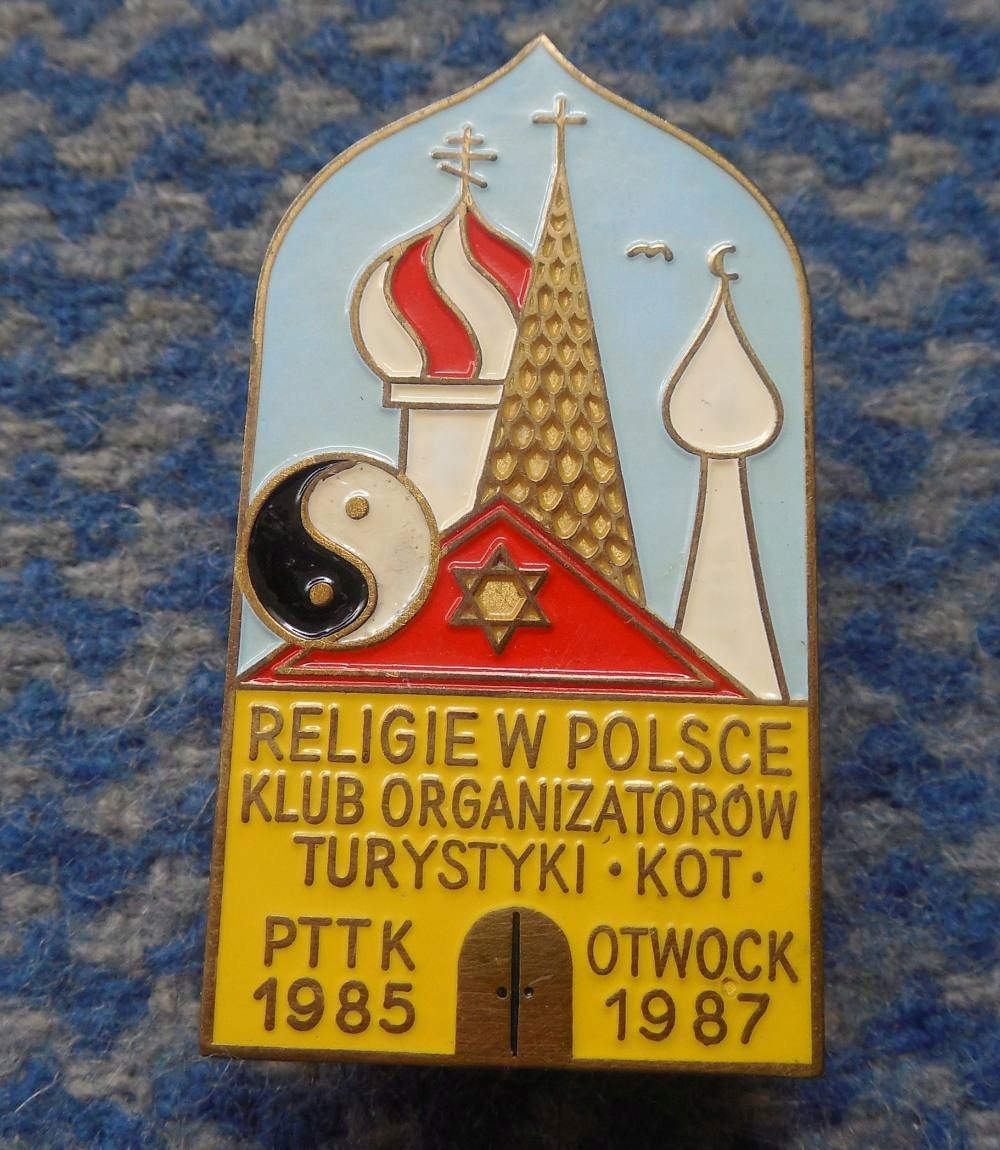 RELIGIE W POLSCE
KLUB ORGANIZATORÓW
TURYSTYKI · KOT ·
PTTK OTWOCK
1985 1987